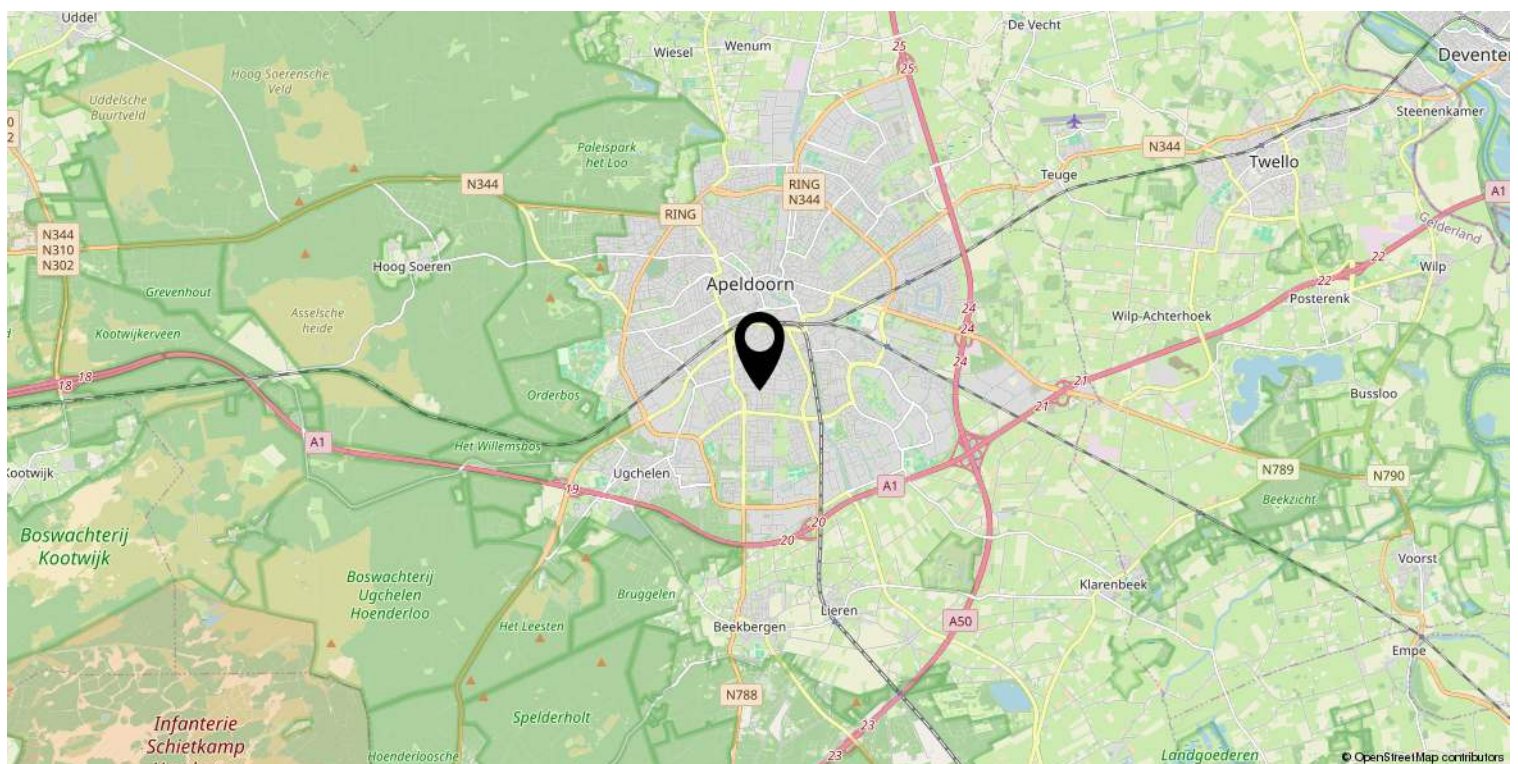 Uddel
De Vecht
Wiesel
Wenum
25
25
Deventer
Hoog Soerensche
Veld
Uddelsche
Buurtveld
Steenenkamer
Paleispark
het Loo
N344
Twello
Teuge
N344
RING
N344
RING
A1
N344
N310
N302
Gelderland
Hoog Soeren
22
Wilp
22
Posterenk
Apeldoorn
Grevenhout
Asselsche
heide
24
Wilp-Achterhoek
24
Kootwijkerveen
24
18
18
21
21
Orderbos
Bussloo
A1
Het Willemsbos
Ugchelen
Kootwijk
N789
N790
19
A1
Beekzicht
20
20
Boswachterij
Kootwijk
Voorst
Boswachterij
Ugchelen
Hoenderloo
Klarenbeek
Bruggelen
Lieren
Het Leesten
Beekbergen
A50
Empe
N788
Spelderholt
Infanterie
Schietkamp
23
23
Hoenderloosche
Landgoederen
© OpenStreetMap contributors